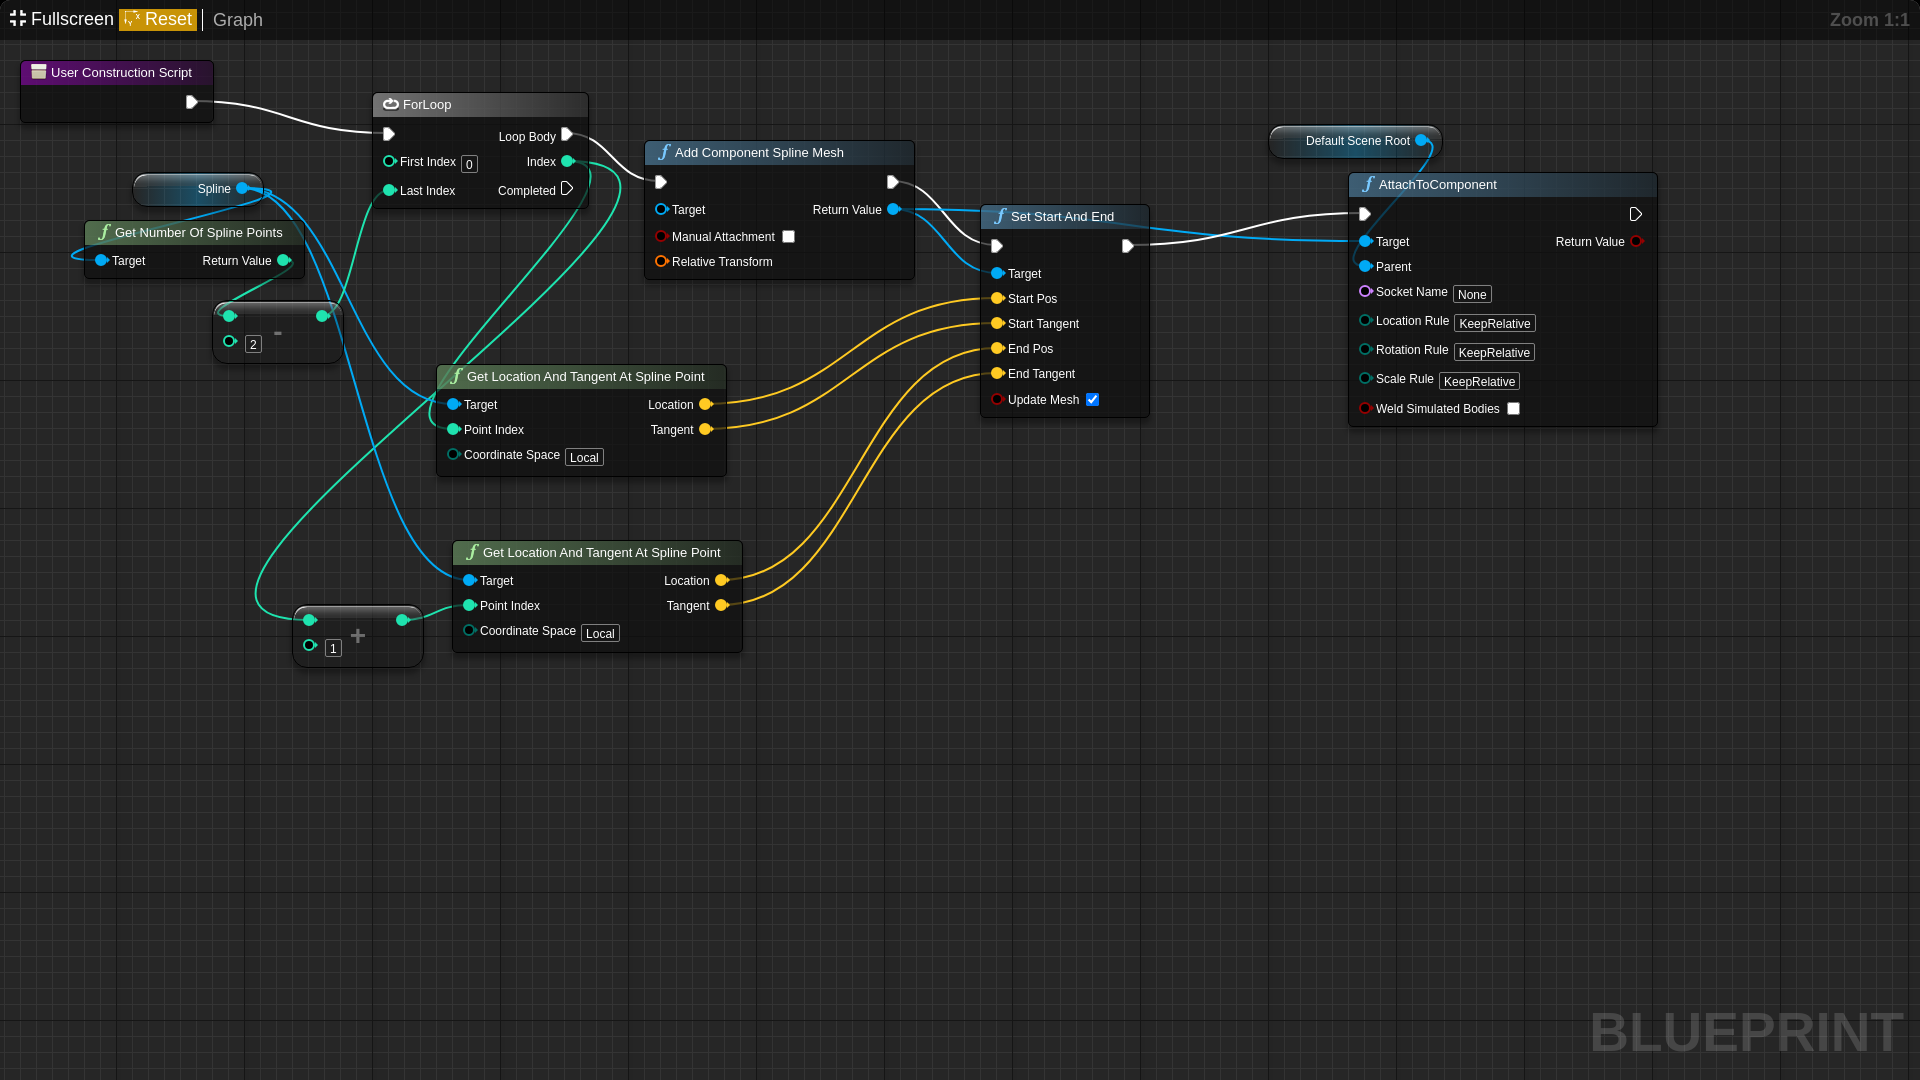 Fullscreen Reset Graph Zoom 1:1
User Construction Script
ForLoop
Loop Body
First Index 0 Index
Last Index Completed
Spline
Get Number Of Spline Points
Target Return Value
2 -
Add Component Spline Mesh
Target Return Value
Manual Attachment
Relative Transform
Set Start And End
Target
Start Pos
Start Tangent
End Pos
End Tangent
Update Mesh
Default Scene Root
AttachToComponent
Target Return Value
Parent
Socket Name None
Location Rule KeepRelative
Rotation Rule KeepRelative
Scale Rule KeepRelative
Weld Simulated Bodies
Get Location And Tangent At Spline Point
Target Location
Point Index Tangent
Coordinate Space Local
Get Location And Tangent At Spline Point
Target Location
Point Index Tangent
Coordinate Space Local
1 +
BLUEPRINT